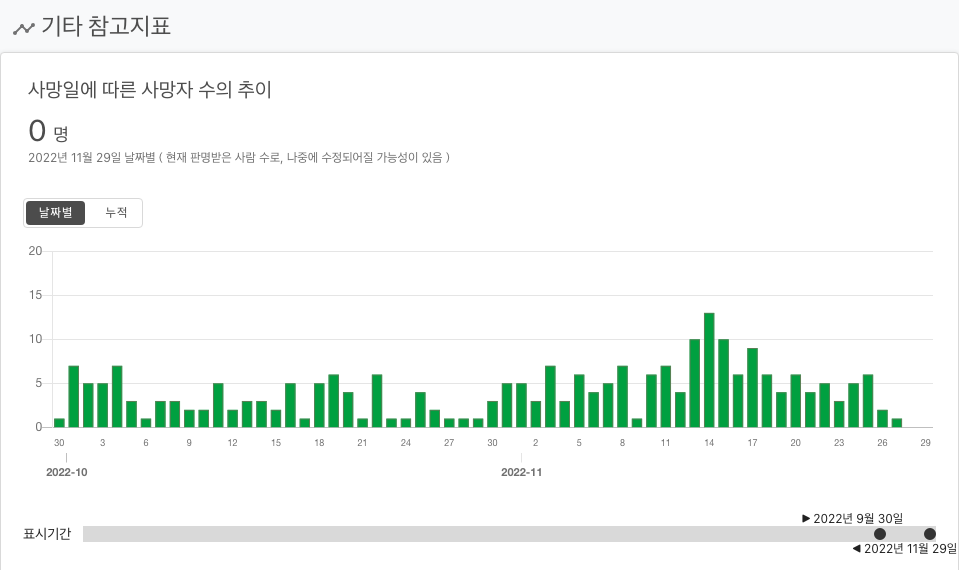 기타 참고지표
사망일에 따른 사망자 수의 추이
0 명
2022년 11월 29일 날짜별 ( 현재 판명받은 사람 수로, 나중에 수정되어질 가능성이 있음 )
날짜별 누적
20
15
10
5
0
30 3 6 9 12 15 18 21 24 27 30 2 5 8 11 14 17 20 23 26 29
2022-10 2022-11
▶ 2022년 9월 30일
표시기간
◀ 2022년 11월 29일